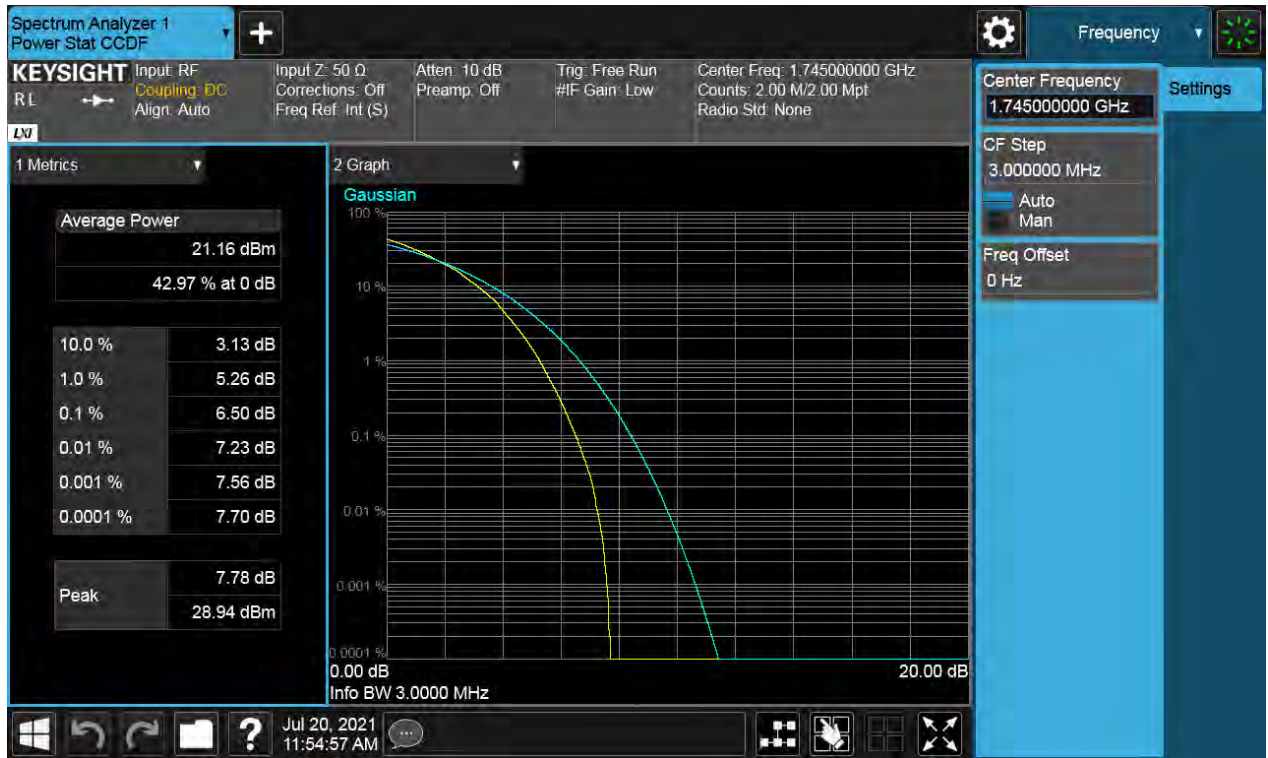 Spectrum Analyzer 1
Power Stat CCDF
+
Frequency
KEYSIGHT
RL
LXI
Input: RF
Coupling: DC
Align: Auto
Input Z: 50 Ω
Corrections: Off
Freq Ref: Int (S)
Atten: 10 dB
Preamp: Off
Trig: Free Run
#IF Gain: Low
Center Freq: 1.745000000 GHz
Counts: 2.00 M/2.00 Mpt
Radio Std: None
Center Frequency
1.745000000 GHz
Settings
CF Step
3.000000 MHz
Auto
Man
Freq Offset
0 Hz
1 Metrics
Average Power
21.16 dBm
42.97 % at 0 dB
10.0 % 3.13 dB
1.0 % 5.26 dB
0.1 % 6.50 dB
0.01 % 7.23 dB
0.001 % 7.56 dB
0.0001 % 7.70 dB
Peak
7.78 dB
28.94 dBm
2 Graph
Gaussian
100 %
10 %
1 %
0.1 %
0.01 %
0.001 %
0.0001 %
0.00 dB 20.00 dB
Info BW 3.0000 MHz
?
Jul 20, 2021
11:54:57 AM